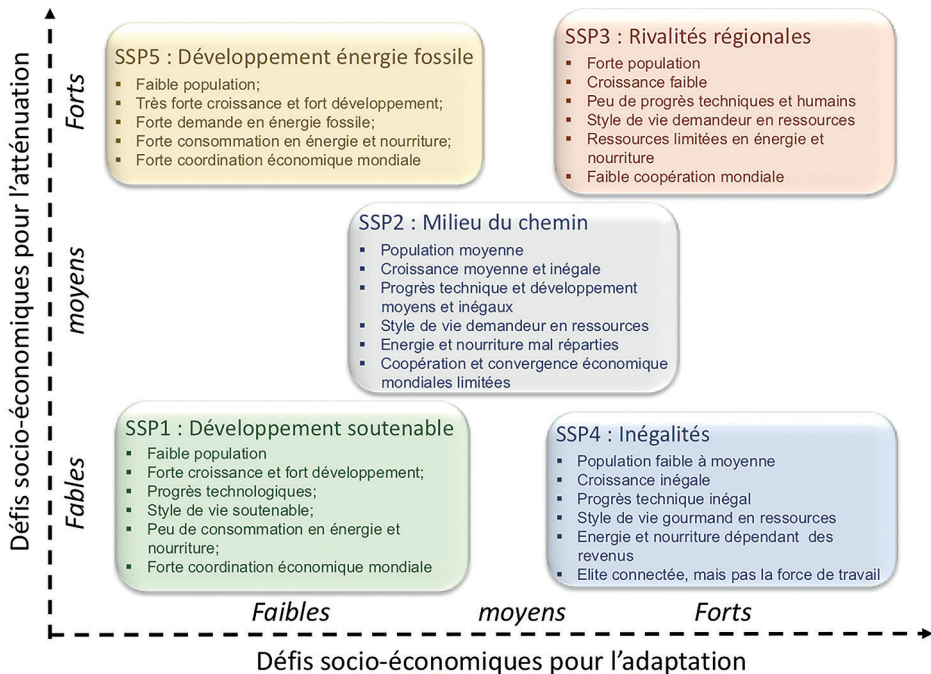 Défis socio-économiques pour l'atténuation
Forts
moyens
Fables
SSP5 : Développement énergie fossile
▪ Faible population;
▪ Très forte croissance et fort développement;
▪ Forte demande en énergie fossile;
▪ Forte consommation en énergie et nourriture;
▪ Forte coordination économique mondiale
SSP3 : Rivalités régionales
▪ Forte population
▪ Croissance faible
▪ Peu de progrès techniques et humains
▪ Style de vie demandeur en ressources
▪ Ressources limitées en énergie et
nourriture
▪ Faible coopération mondiale
SSP2 : Milieu du chemin
▪ Population moyenne
▪ Croissance moyenne et inégale
▪ Progrès technique et développement
moyens et inégaux
▪ Style de vie demandeur en ressources
▪ Energie et nourriture mal réparties
▪ Coopération et convergence économique
mondiales limitées
SSP1 : Développement soutenable
▪ Faible population
▪ Forte croissance et fort développement;
▪ Progrès technologiques;
▪ Style de vie soutenable;
▪ Peu de consommation en énergie et
nourriture;
▪ Forte coordination économique mondiale
SSP4 : Inégalités
▪ Population faible à moyenne
▪ Croissance inégale
▪ Progrès technique inégal
▪ Style de vie gourmand en ressources
▪ Energie et nourriture dépendant des
revenus
▪ Elite connectée, mais pas la force de travail
Faibles moyens Forts
Défis socio-économiques pour l'adaptation